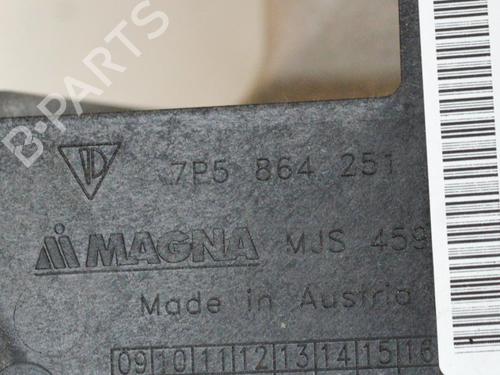 B-PARTS
7P5 864 251
MAGNA MJS 459
Made in Austria
09 10 11 12 13 14 15 16